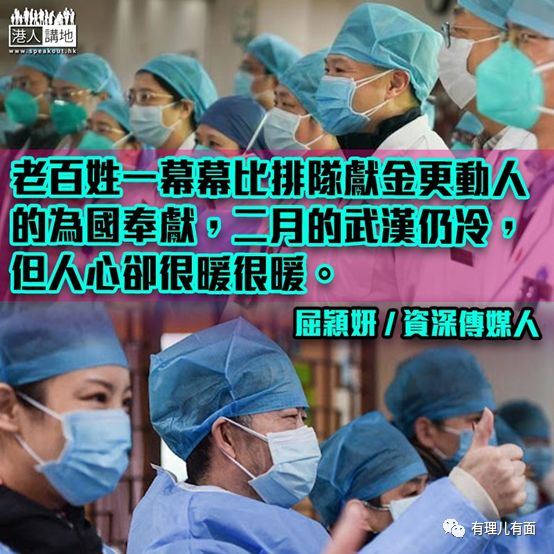 港人講地
www.speakout.hk
老百姓一幕幕比排隊獻金更動人
的為國奉獻，二月的武漢仍冷，
但人心卻很暖很暖。
屈穎妍 / 資深傳媒人
有理儿有面